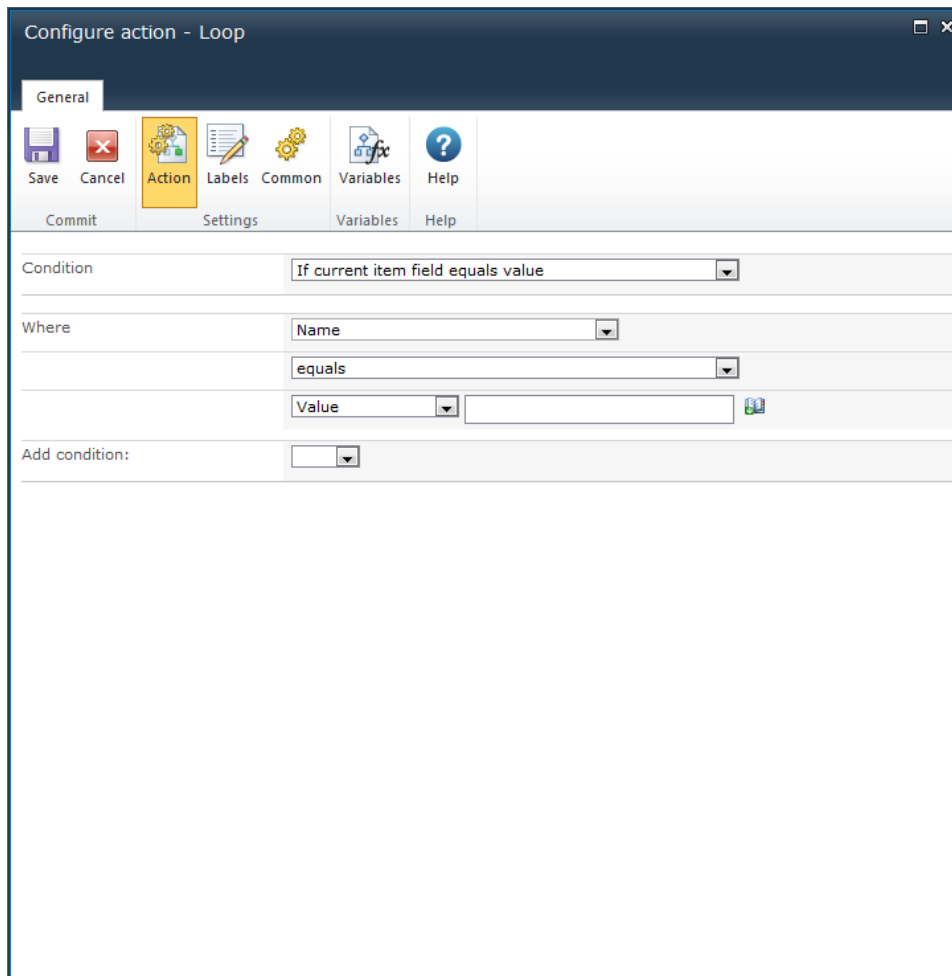 Configure action - Loop
General
Save Cancel Action Labels Common Variables Help
Commit Settings Variables Help
Condition If current item field equals value
Where Name
equals
Value
Add condition: